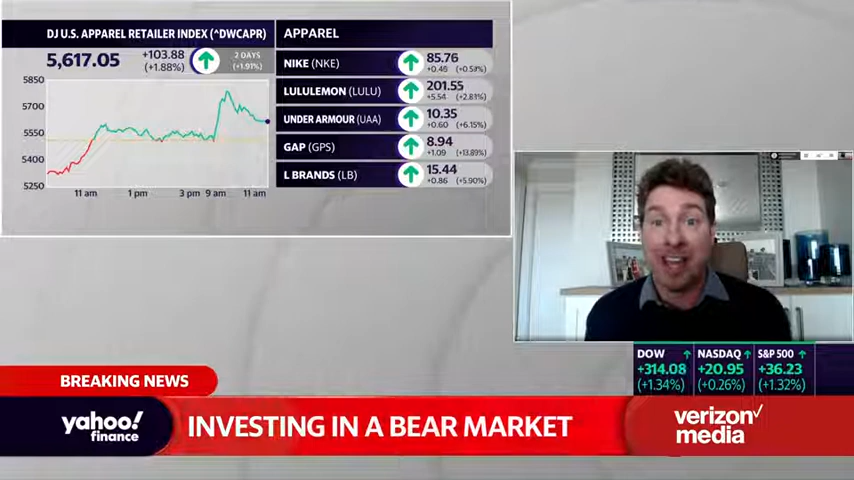 DJ U.S. APPAREL RETAILER INDEX (^DWCAPR)
5,617.05
+103.88
(+1.88%)
2 DAYS
(+1.91%)
5850
5700
5550
5400
5250
11 am 1 pm 3 pm 9 am 11 am
APPAREL
NIKE (NKE) 85.76
+0.46 (+0.59%)
LULULEMON (LULU) 201.55
+5.54 (+2.81%)
UNDER ARMOUR (UAA) 10.35
+0.60 (+6.15%)
GAP (GPS) 8.94
+1.09 (+13.89%)
L BRANDS (LB) 15.44
+0.86 (+5.90%)
DOW NASDAQ S&P 500
+314.08 +20.95 +36.23
(+1.34%) (+0.26%) (+1.32%)
BREAKING NEWS
yahoo!
finance
INVESTING IN A BEAR MARKET
verizon
media